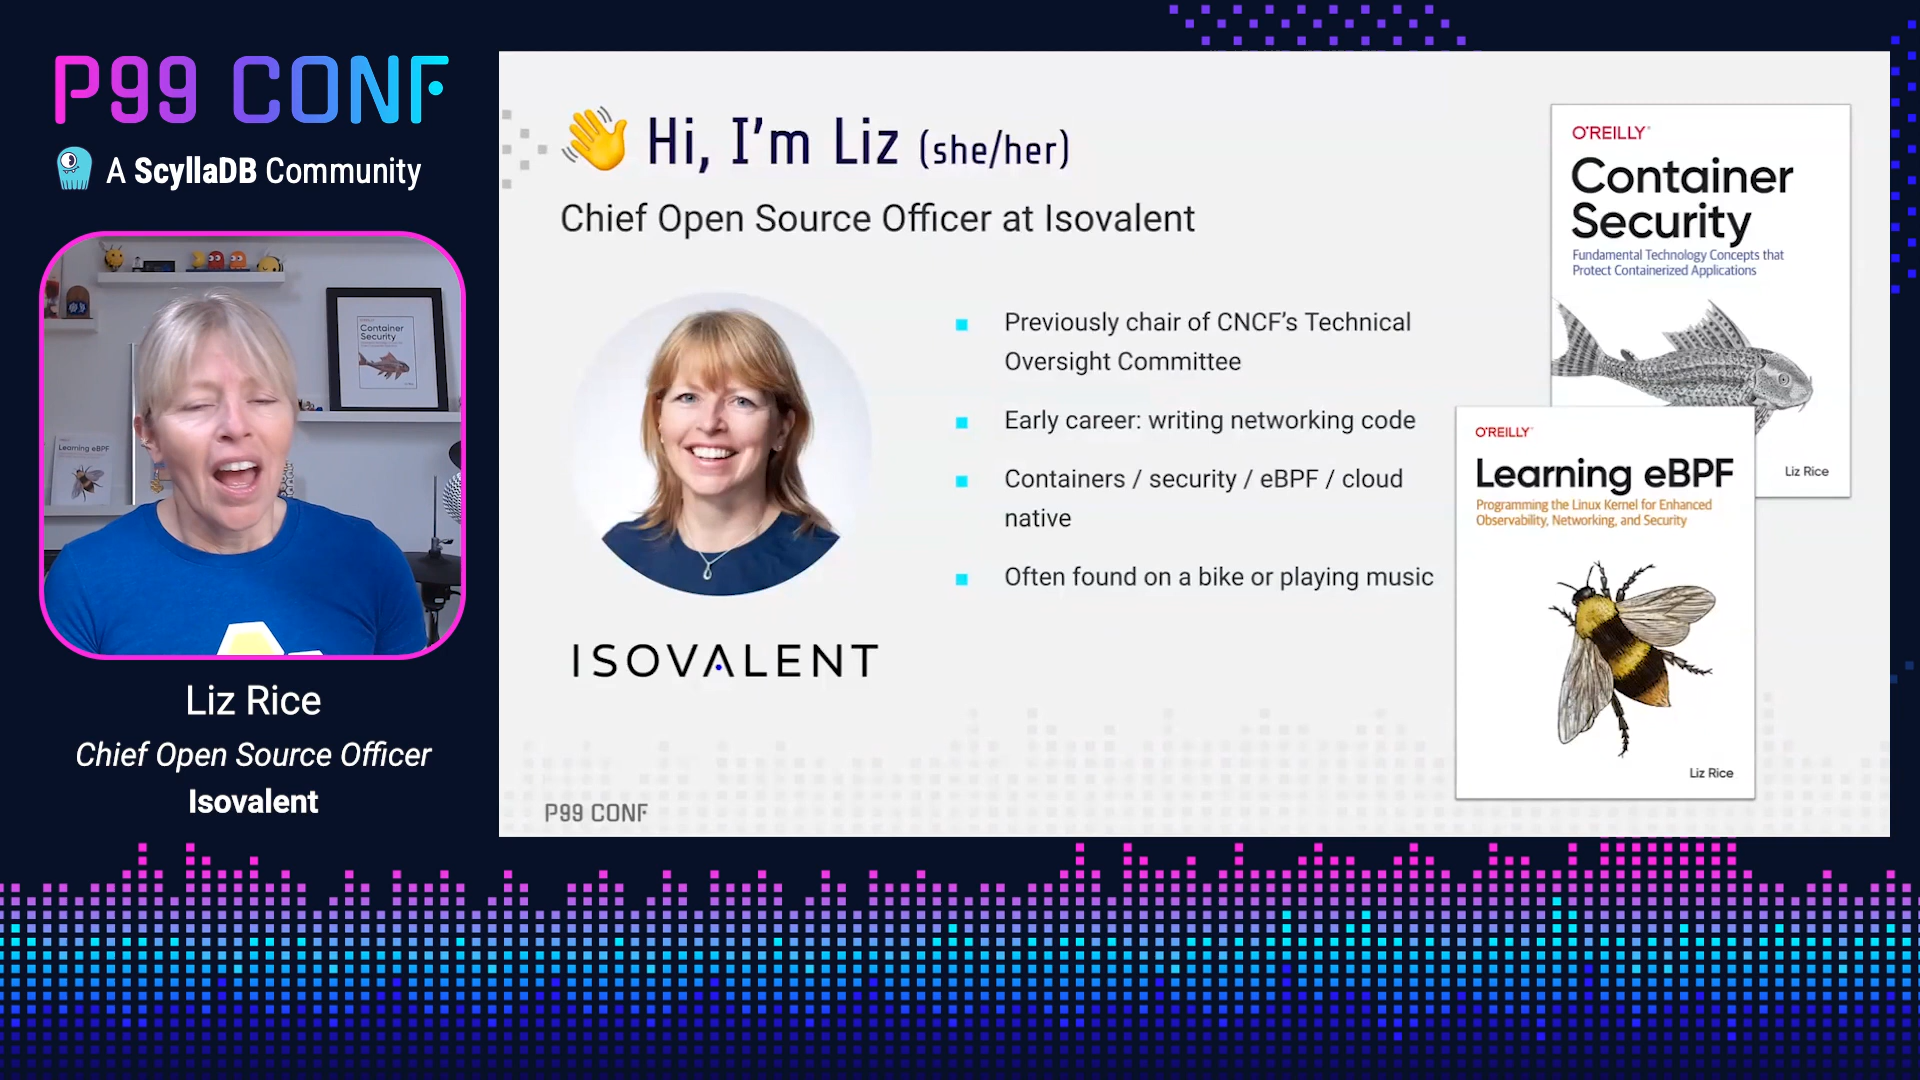 P99 CONF
A ScyllaDB Community
Container
Security
Learning eBPF
Liz Rice
Chief Open Source Officer
Isovalent
👋 Hi, I’m Liz (she/her)
Chief Open Source Officer at Isovalent
ISOVALENT
Previously chair of CNCF’s Technical
Oversight Committee
Early career: writing networking code
Containers / security / eBPF / cloud
native
Often found on a bike or playing music
O'REILLY®
Container
Security
Fundamental Technology Concepts that
Protect Containerized Applications
Liz Rice
O'REILLY®
Learning eBPF
Programming the Linux Kernel for Enhanced
Observability, Networking, and Security
Liz Rice
P99 CONF